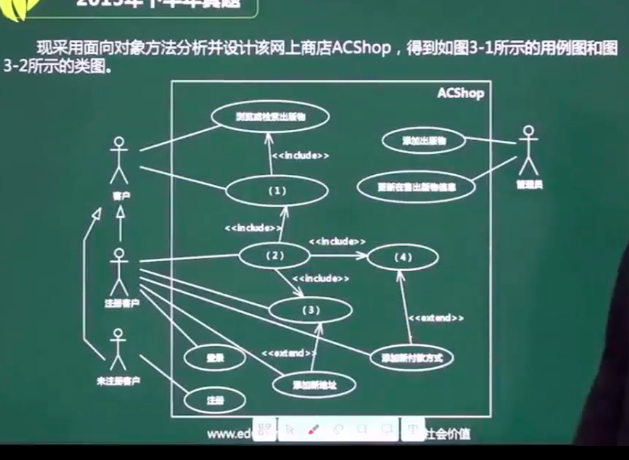 2015年下半年真题
现采用面向对象方法分析并设计该网上商店ACShop，得到如图3-1所示的用例图和图
3-2所示的类图。
ACShop
浏览或检索出版物
添加出版物
<<include>>
管理员
客户
(1)
更新在售出版物信息
<<include>>
<<include>>
(2)
(4)
<<include>>
注册客户
(3)
<<extend>>
登录
<<extend>>
添加新付款方式
未注册客户
添加新地址
注册
www.ed
社会价值